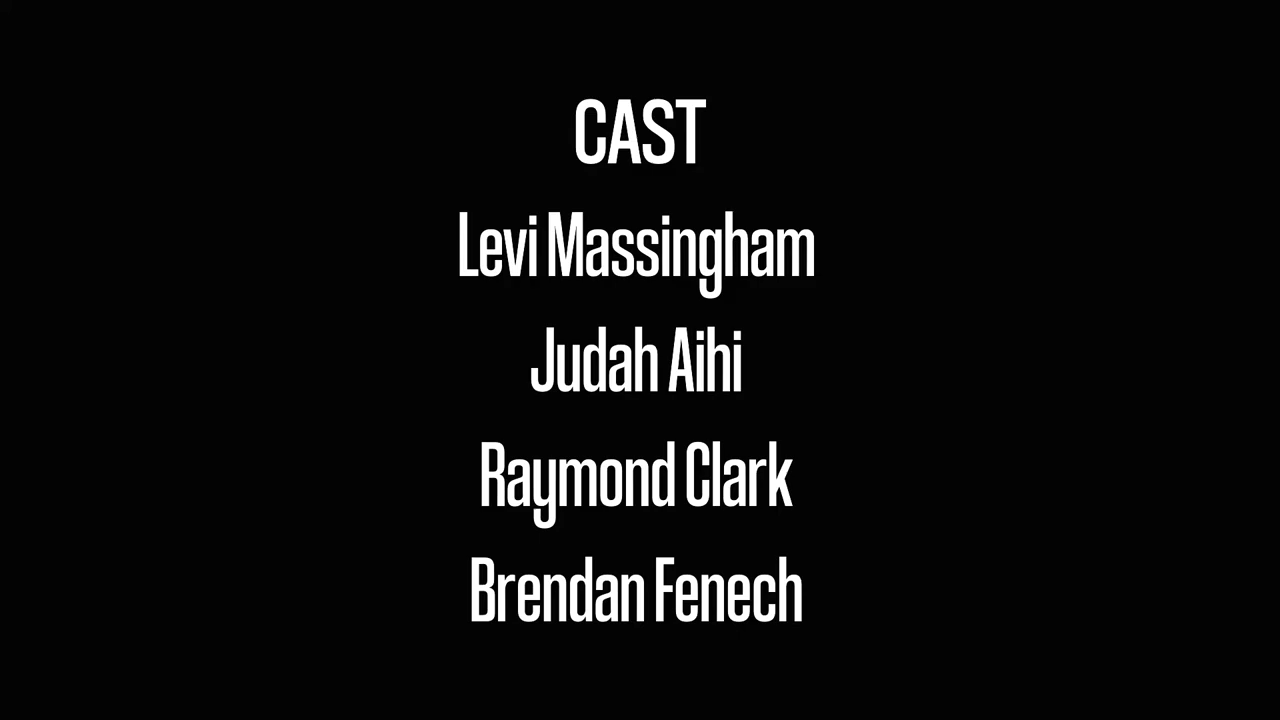 CAST
Levi Massingham
Judah Aihi
Raymond Clark
Brendan Fenech